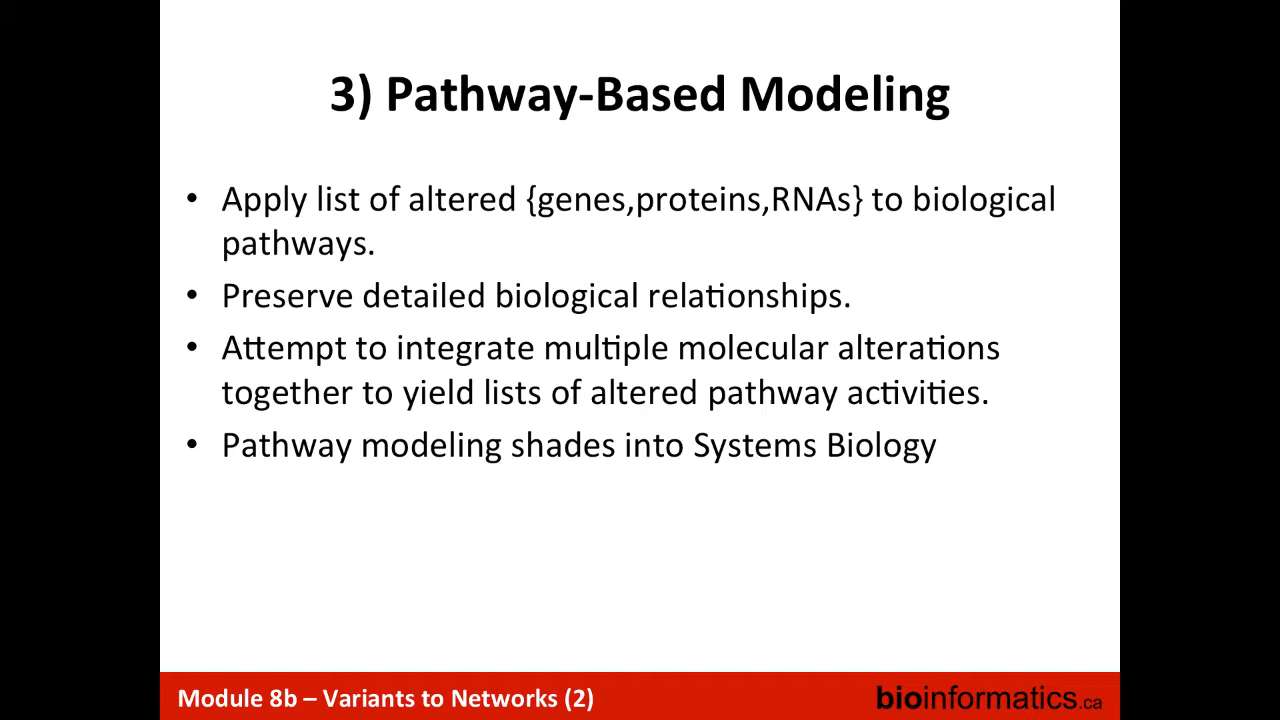 3) Pathway-Based Modeling
• Apply list of altered {genes,proteins,RNAs} to biological
pathways.
• Preserve detailed biological relationships.
• Attempt to integrate multiple molecular alterations
together to yield lists of altered pathway activities.
• Pathway modeling shades into Systems Biology
Module 8b – Variants to Networks (2)
bioinformatics.ca